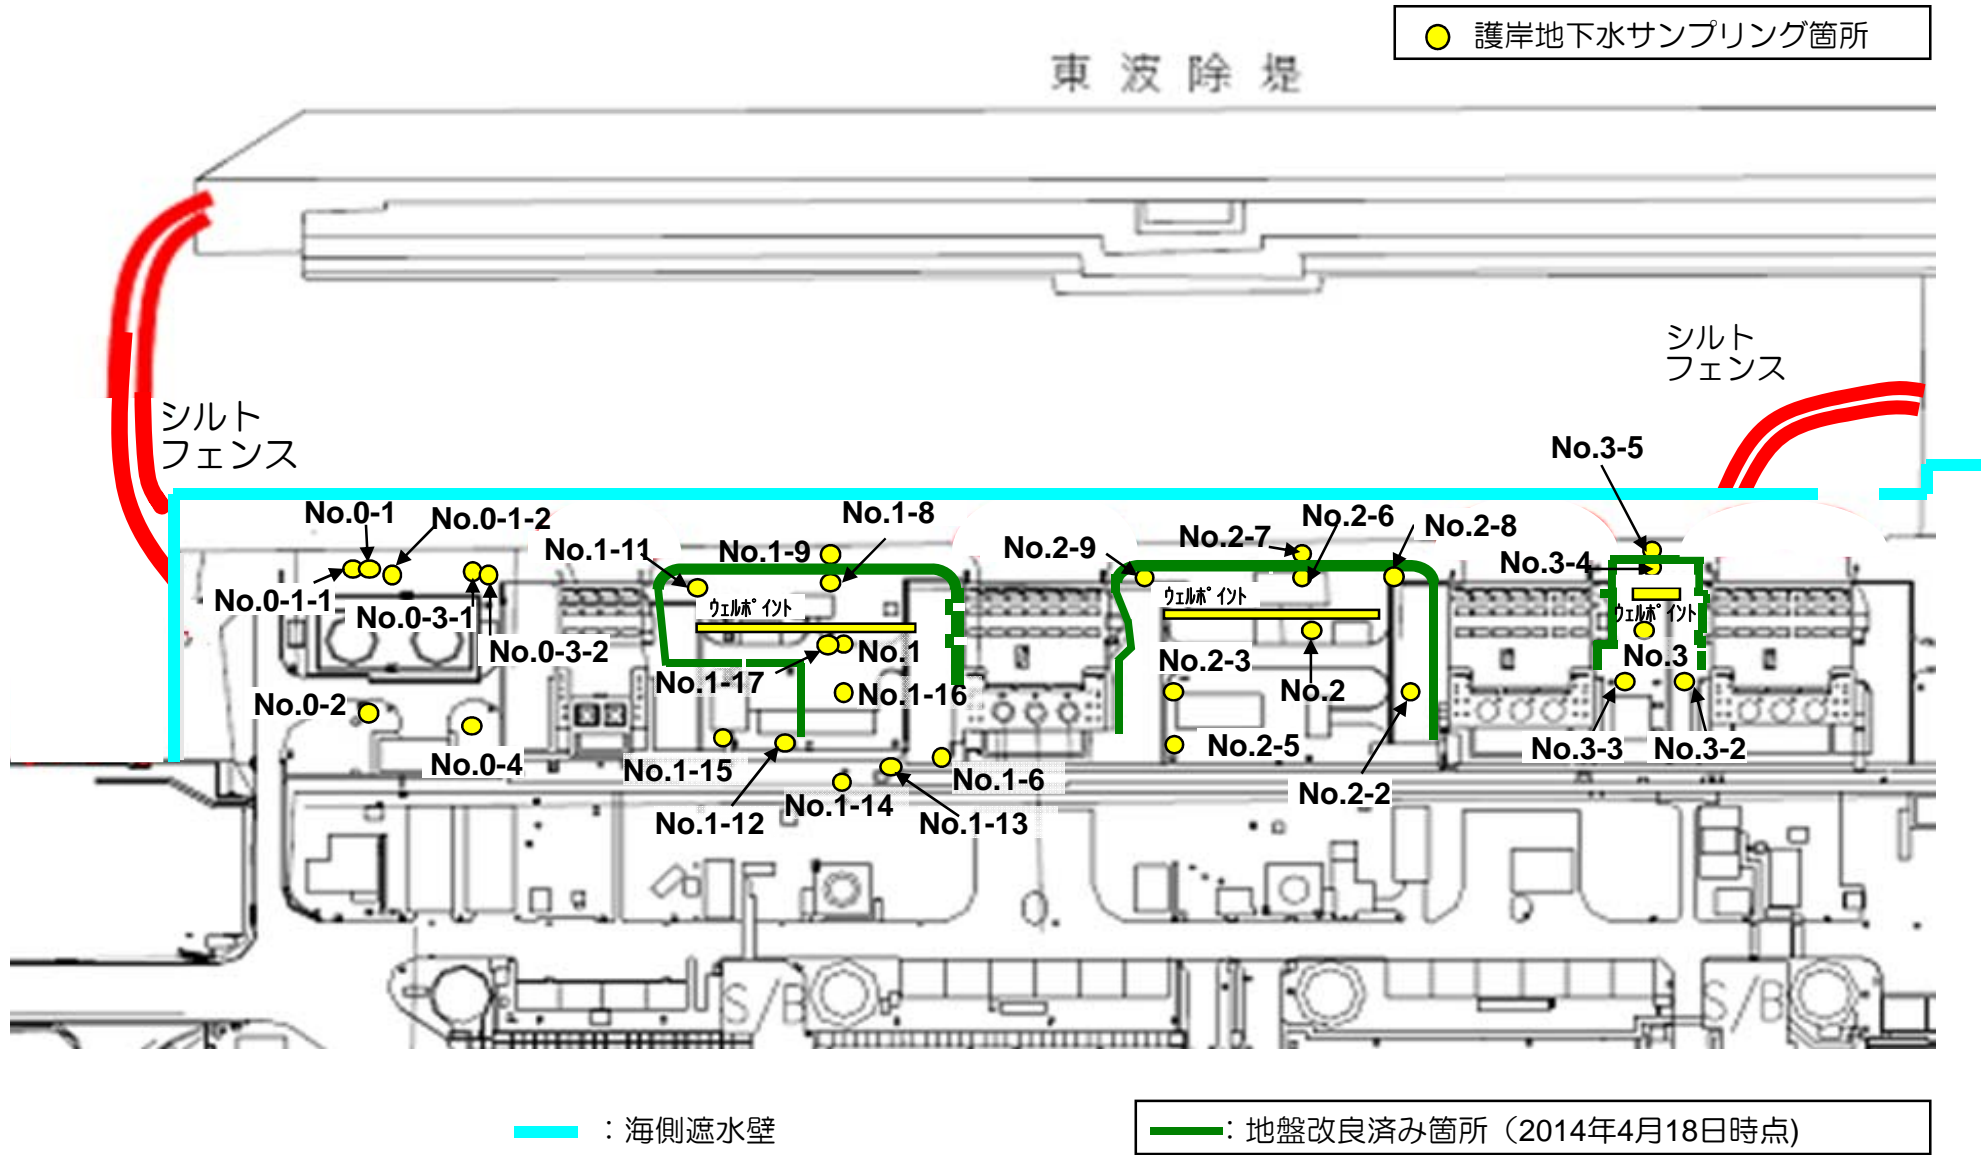 護岸地下水サンプリング箇所
東波除堤
シルト
フェンス
シルト
フェンス
No.3-5
No.0-1
No.0-1-2
No.1-8
No.2-6
No.2-8
No.1-11
No.1-9
No.2-9
No.2-7
No.3-4
No.0-1-1
No.0-3-1
ウェルポイント
ウェルポイント
ウェルポイント
No.0-3-2
No.1
No.2-3
No.3
No.1-17
No.1-16
No.2
No.0-2
No.0-4
No.1-15
No.1-6
No.2-5
No.3-3
No.3-2
No.1-14
No.2-2
No.1-12
No.1-13
S/B
S/B
：海側遮水壁
：地盤改良済み箇所（2014年4月18日時点)